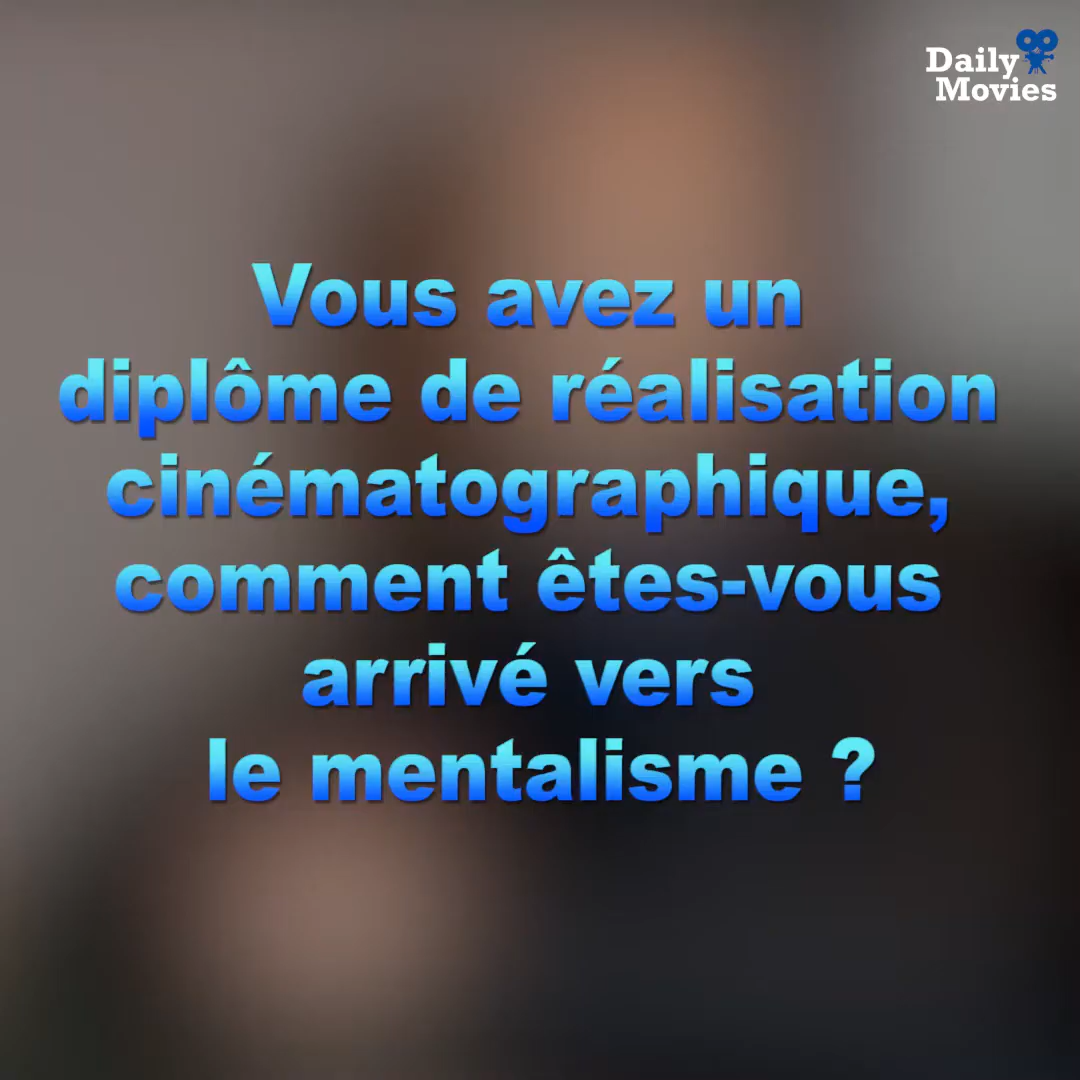 Daily
Movies
Vous avez un
diplôme de réalisation
cinématographique,
comment êtes-vous
arrivé vers
le mentalisme ?